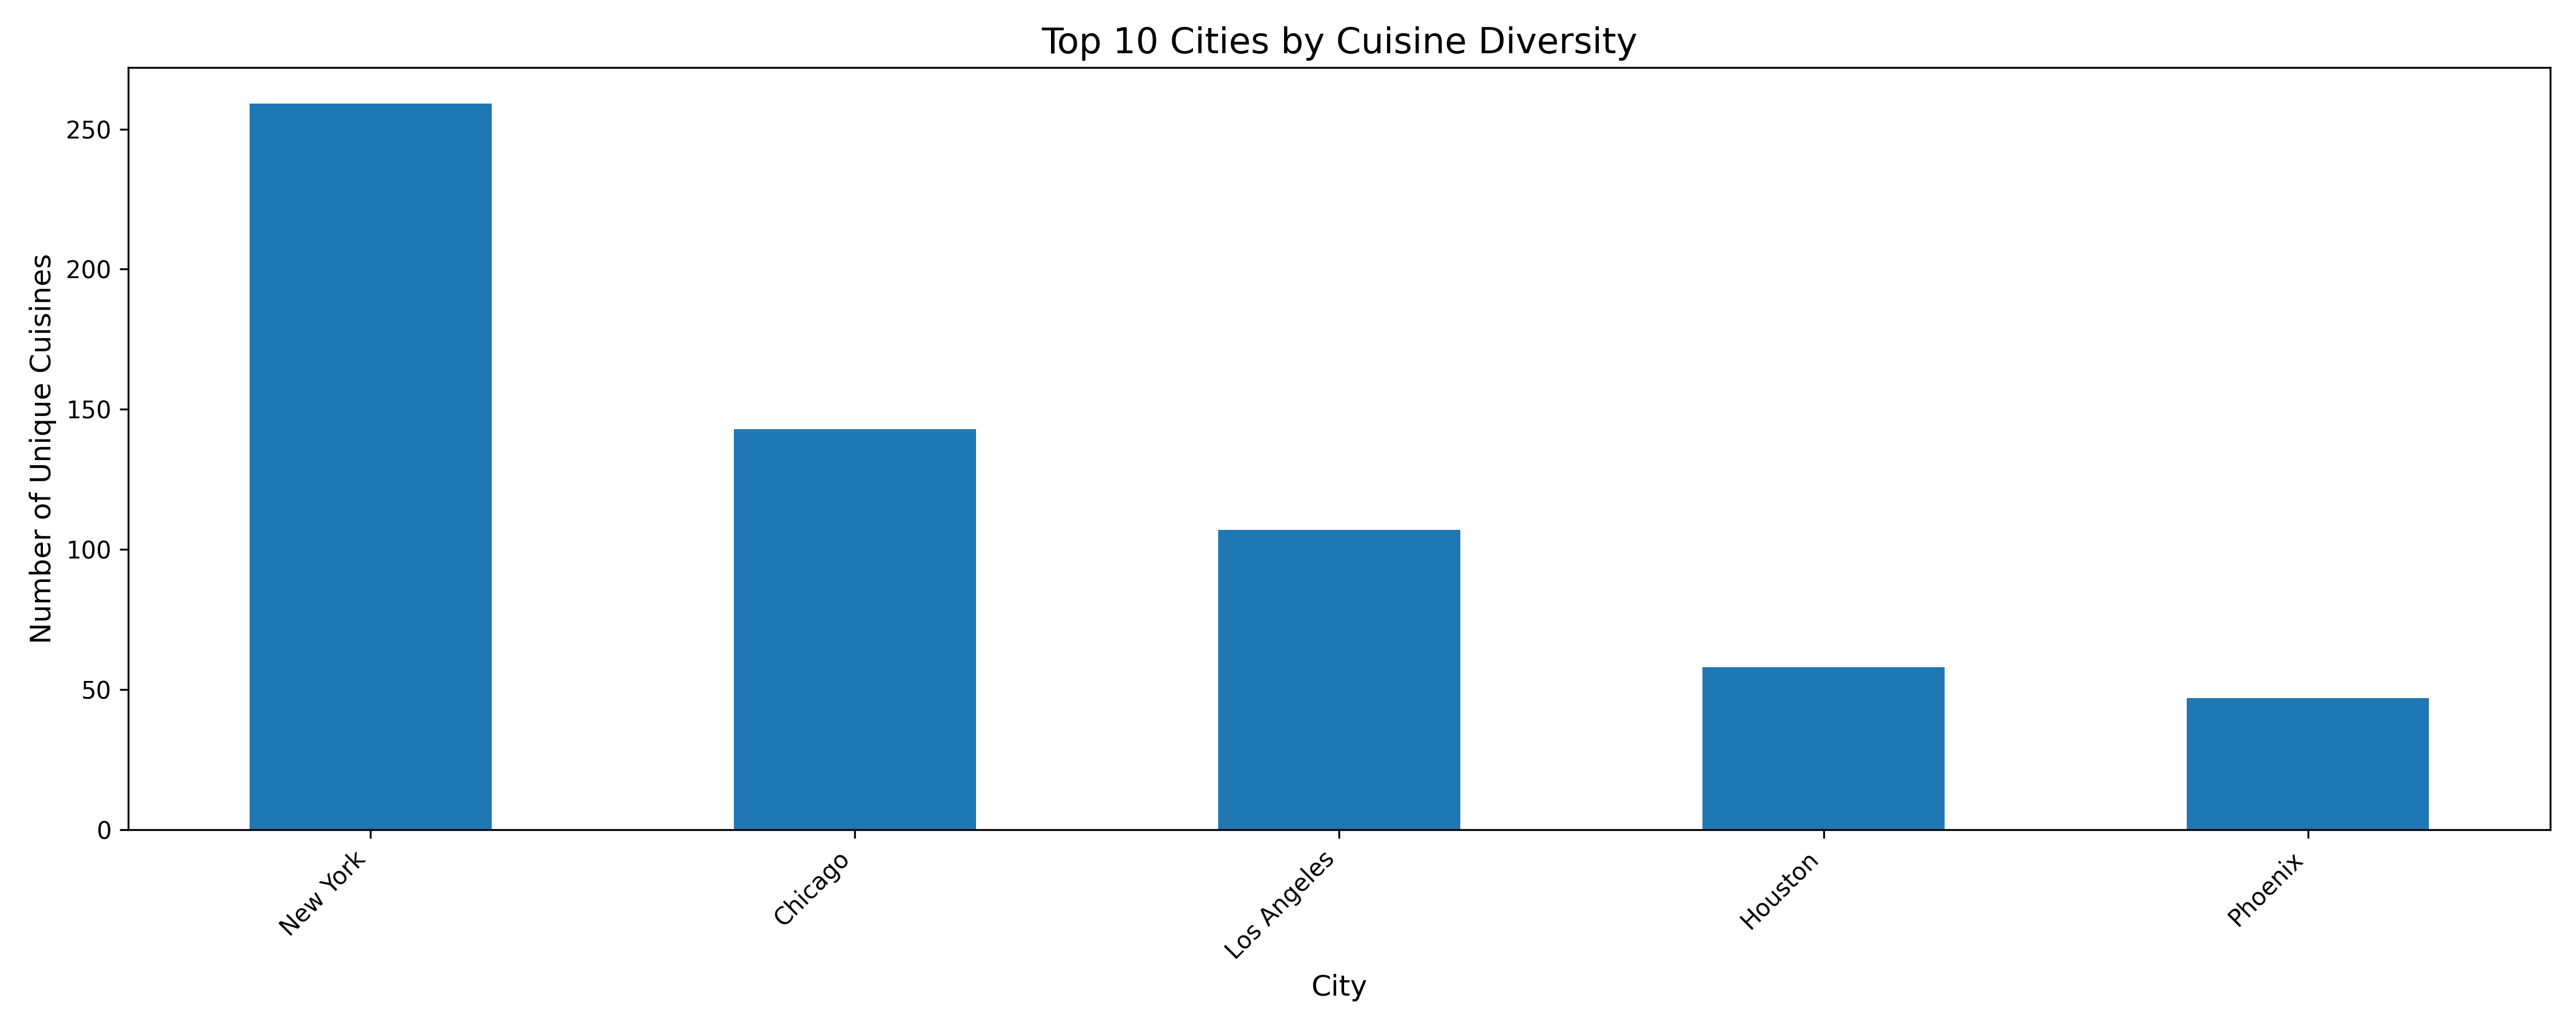 Top 10 Cities by Cuisine Diversity
Number of Unique Cuisines
250
200
150
100
50
0
New York
Chicago
Los Angeles
Houston
Phoenix
City